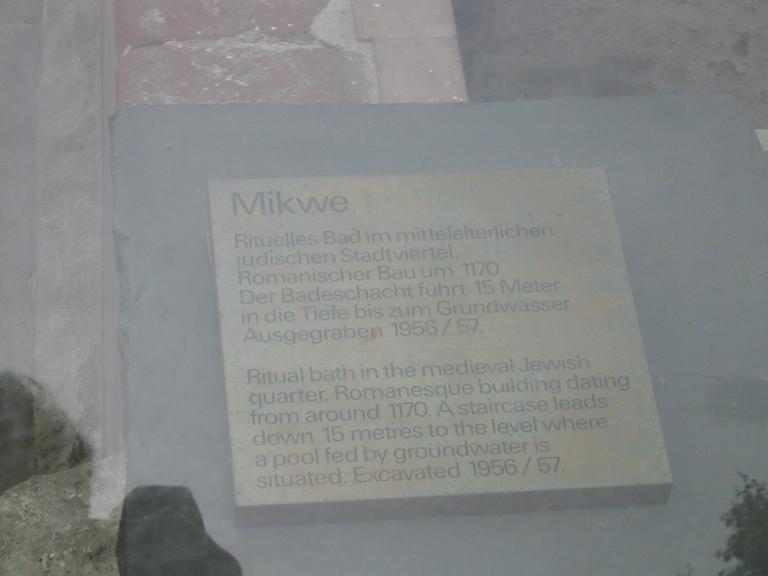 Mikwe
Rituelles Bad im mittelalterlichen
jüdischen Stadtviertel.
Romanischer Bau um 1170
Der Badeschacht führt 15 Meter
in die Tiefe bis zum Grundwasser
Ausgegraben 1956/57.
Ritual bath in the medieval Jewish
quarter. Romanesque building dating
from around 1170. A staircase leads
down 15 metres to the level where
a pool fed by groundwater is
situated. Excavated 1956/57.